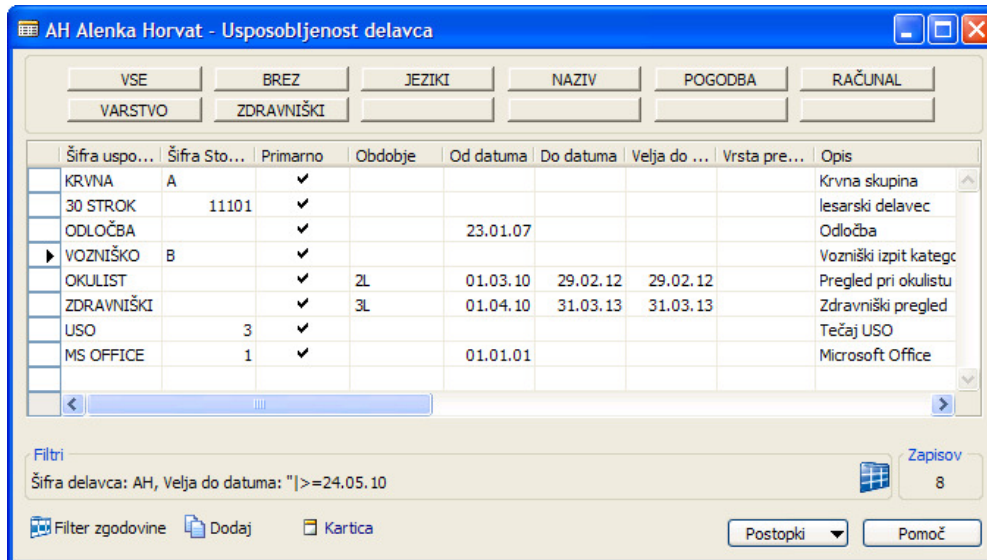 AH Alenka Horvat - Usposobljenost delavca
VSE BREZ JEZIKI NAZIV POGODBA RAČUNAL
VARSTVO ZDRAVNIŠKI
Šifra uspo... Šifra Sto... Primarno Obdobje Od datuma Do datuma Velja do ... Vrsta pre... Opis
KRVNA A Krvna skupina
30 STROK 11101 lesarski delavec
ODLOČBA 23.01.07 Odločba
VOZNIŠKO B Vozniški izpit katego
OKULIST 2L 01.03.10 29.02.12 29.02.12 Pregled pri okulistu
ZDRAVNIŠKI 3L 01.04.10 31.03.13 31.03.13 Zdravniški pregled
USO 3 Tečaj USO
MS OFFICE 1 01.01.01 Microsoft Office
Filtri Zapisov
Šifra delavca: AH, Velja do datuma: ''|>=24.05.10 8
Filter zgodovine Dodaj Kartica Postopki Pomoč